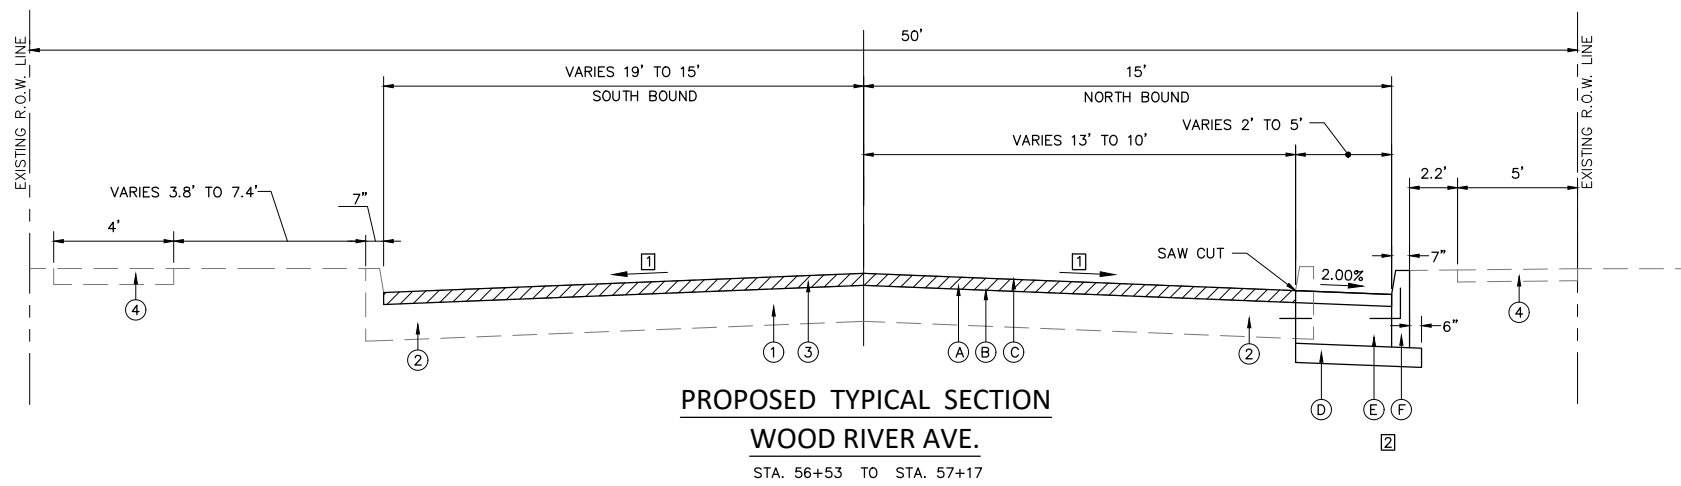 50'
EXISTING R.O.W. LINE
EXISTING R.O.W. LINE
VARIES 19' TO 15'
SOUTH BOUND
15'
NORTH BOUND
VARIES 2' TO 5'
VARIES 13' TO 10'
2.2'
5'
VARIES 3.8' TO 7.4'
7"
4'
1
1
SAW CUT
7"
2.00%
4
4
6"
2
1
3
A
B
C
2
D
E
F
2
PROPOSED TYPICAL SECTION
WOOD RIVER AVE.
STA. 56+53 TO STA. 57+17